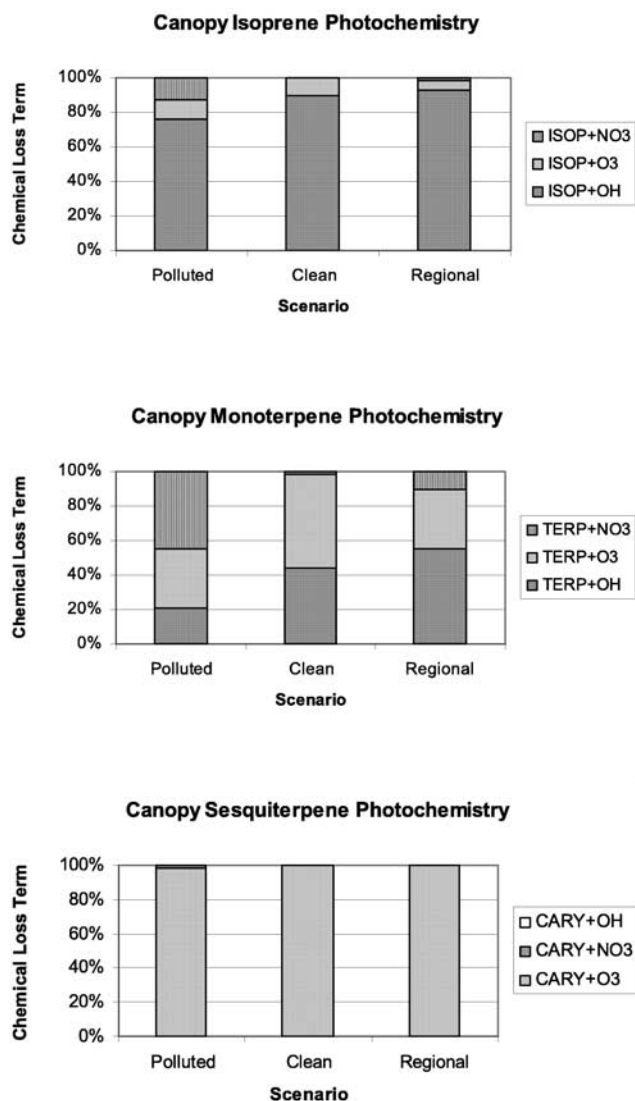 Canopy Isoprene Photochemistry
Chemical Loss Term
100%
80%
60%
40%
20%
0%
Polluted Clean Regional
Scenario
ISOP+NO3
ISOP+O3
ISOP+OH
Canopy Monoterpene Photochemistry
Chemical Loss Term
100%
80%
60%
40%
20%
0%
Polluted Clean Regional
Scenario
TERP+NO3
TERP+O3
TERP+OH
Canopy Sesquiterpene Photochemistry
Chemical Loss Term
100%
80%
60%
40%
20%
0%
Polluted Clean Regional
Scenario
CARY+OH
CARY+NO3
CARY+O3